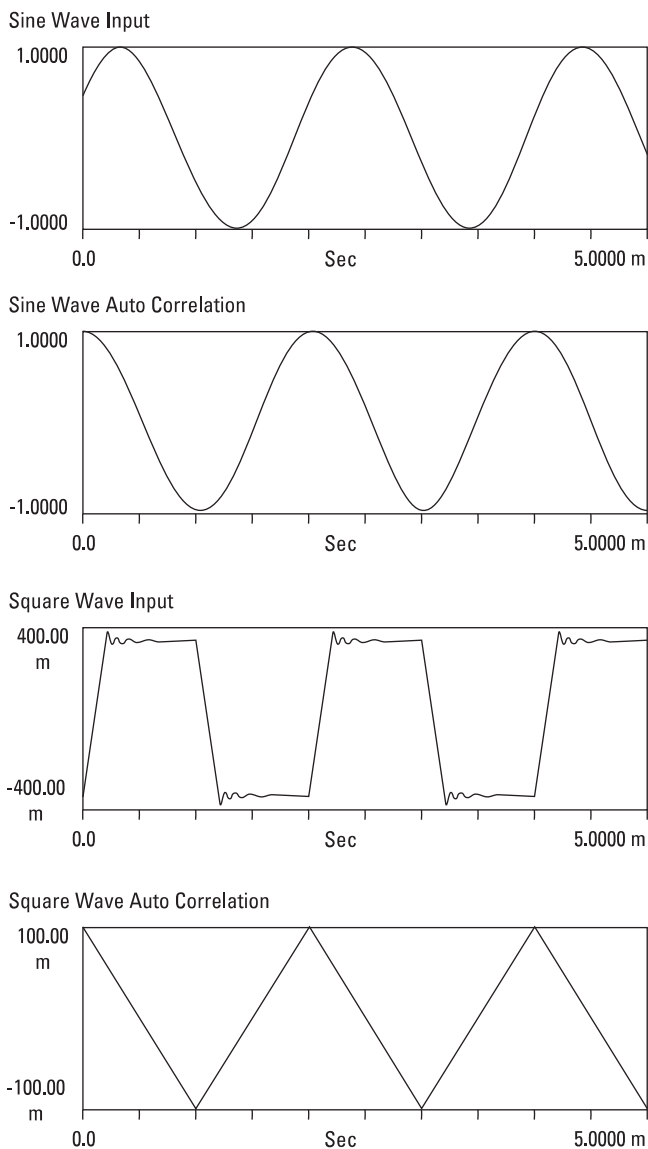 Sine Wave Input
1.0000
-1.0000
0.0 Sec 5.0000 m
Sine Wave Auto Correlation
1.0000
-1.0000
0.0 Sec 5.0000 m
Square Wave Input
400.00
m
-400.00
m
0.0 Sec 5.0000 m
Square Wave Auto Correlation
100.00
m
-100.00
m
0.0 Sec 5.0000 m